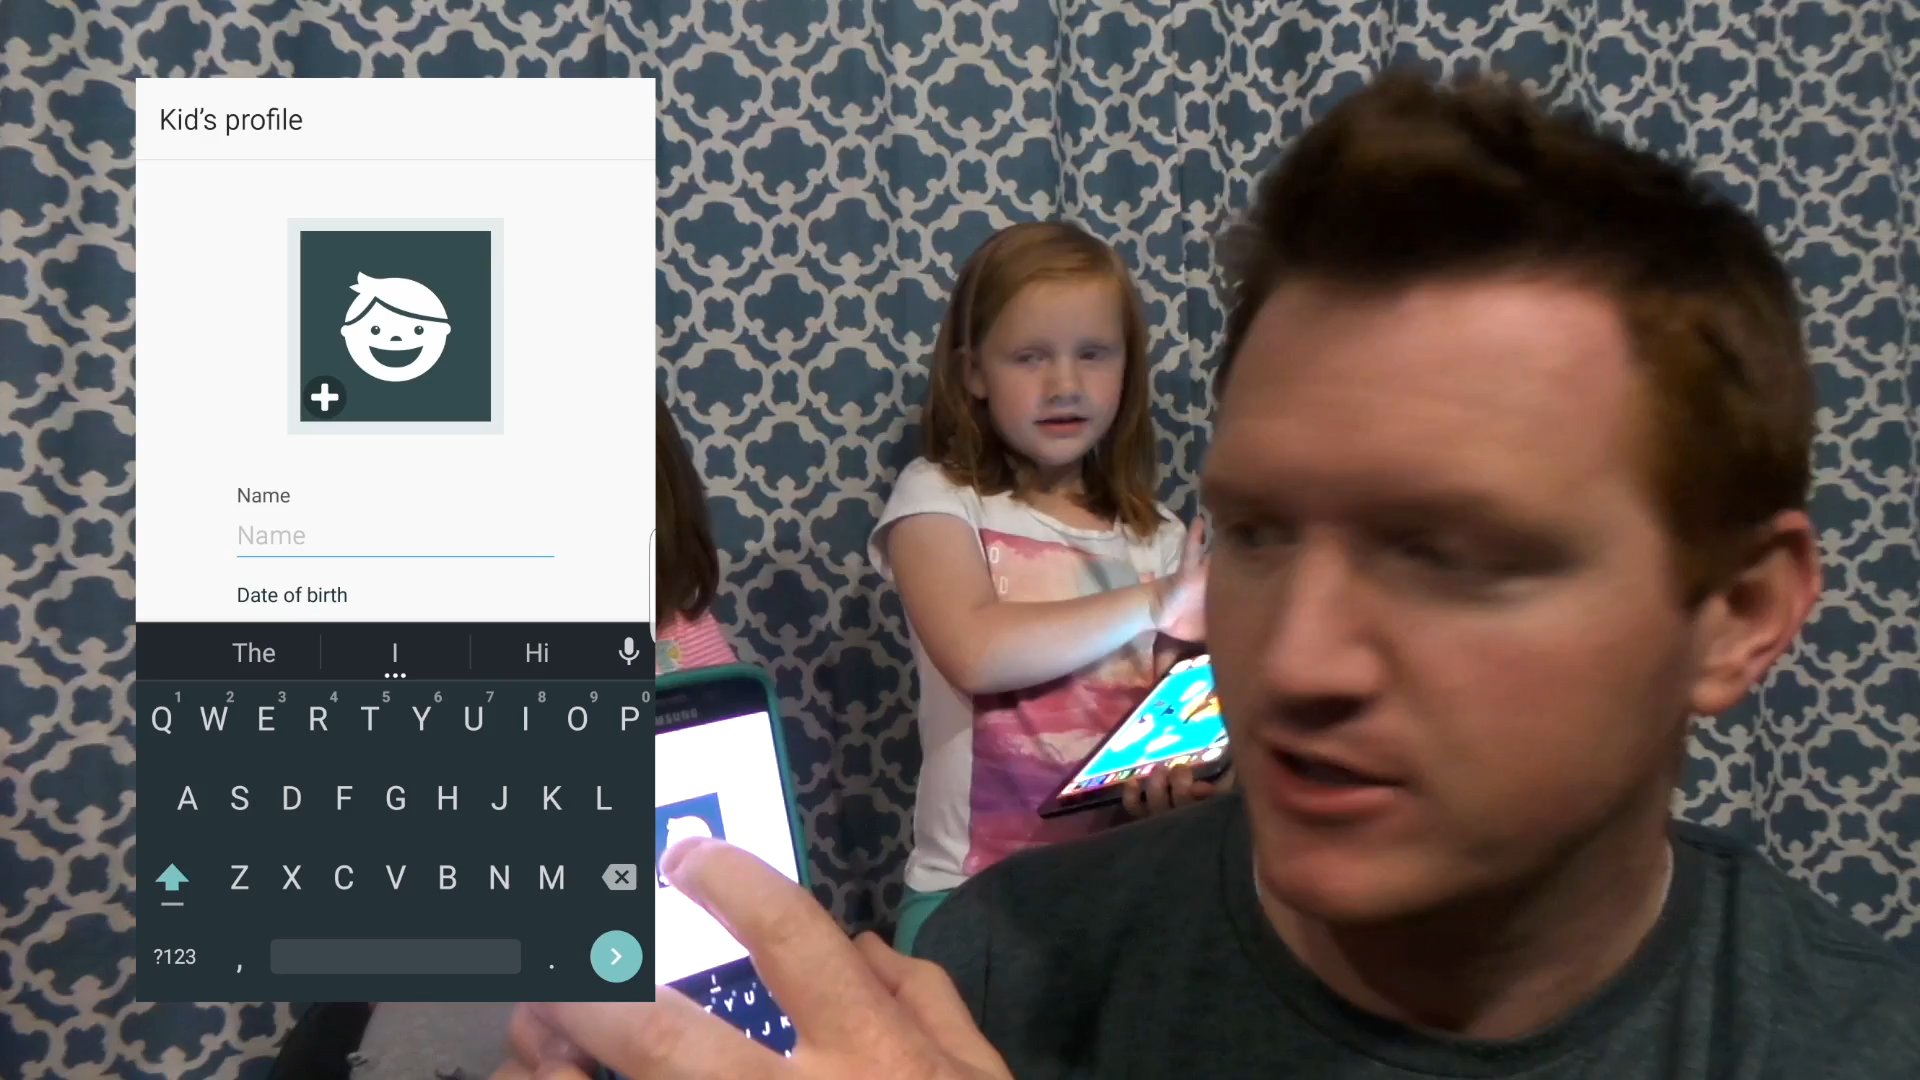 Kid's profile
Name
Name
Date of birth
The I Hi
1 2 3 4 5 6 7 8 9 0
Q W E R T Y U I O P
A S D F G H J K L
Z X C V B N M
?123 , .
Y U
J K